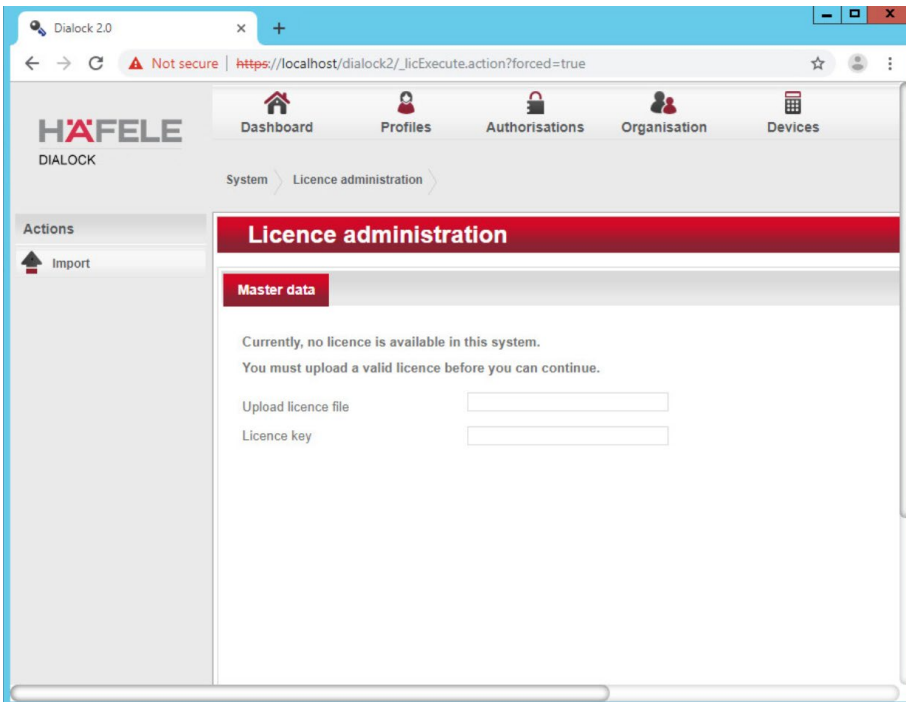 Dialock 2.0
Not secure | https://localhost/dialock2/_licExecute.action?forced=true
HÄFELE
DIALOCK
Dashboard Profiles Authorisations Organisation Devices
System Licence administration
Actions
Import
Licence administration
Master data
Currently, no licence is available in this system.
You must upload a valid licence before you can continue.
Upload licence file
Licence key